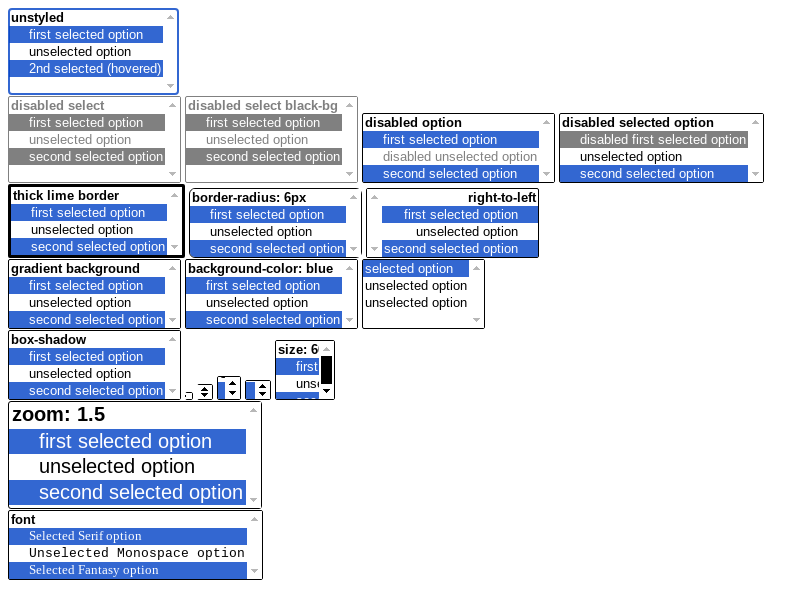 unstyled
first selected option
unselected option
2nd selected (hovered)
disabled select
first selected option
unselected option
second selected option
disabled select black-bg
first selected option
unselected option
second selected option
disabled option
first selected option
disabled unselected option
second selected option
disabled selected option
disabled first selected option
unselected option
second selected option
thick lime border
first selected option
unselected option
second selected option
border-radius: 6px
first selected option
unselected option
second selected option
right-to-left
first selected option
unselected option
second selected option
gradient background
first selected option
unselected option
second selected option
background-color: blue
first selected option
unselected option
second selected option
selected option
unselected option
unselected option
box-shadow
first selected option
unselected option
second selected option
size: 6
first
uns
zoom: 1.5
first selected option
unselected option
second selected option
font
Selected Serif option
Unselected Monospace option
Selected Fantasy option